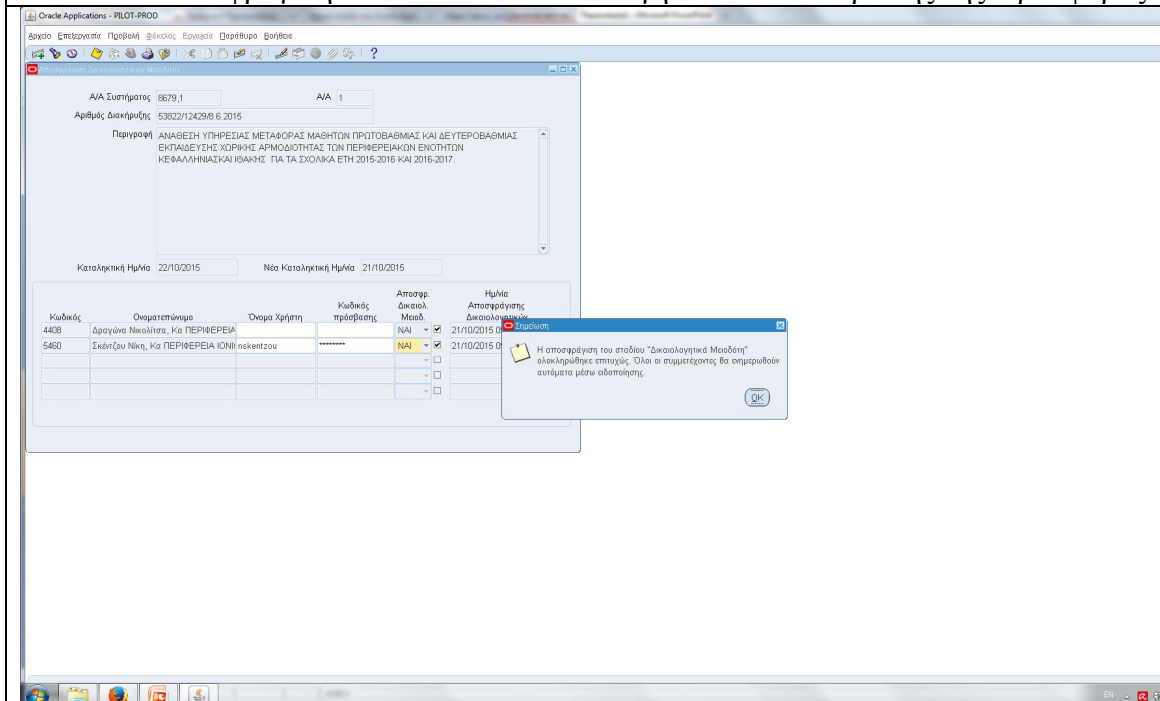 Oracle Applications - PILOT-PROD
Αρχείο Επεξεργασία Προβολή Φάκελος Εργαλεία Παράθυρο Βοήθεια
Αποσφράγιση Δικαιολογητικών Μειοδότη
Α/Α Συστήματος 8679,1 Α/Α 1
Αριθμός Διακήρυξης 53822/12429/8.6.2015
Περιγραφή ΑΝΑΘΕΣΗ ΥΠΗΡΕΣΙΑΣ ΜΕΤΑΦΟΡΑΣ ΜΑΘΗΤΩΝ ΠΡΩΤΟΒΑΘΜΙΑΣ ΚΑΙ ΔΕΥΤΕΡΟΒΑΘΜΙΑΣ
ΕΚΠΑΙΔΕΥΣΗΣ ΧΩΡΙΚΗΣ ΑΡΜΟΔΙΟΤΗΤΑΣ ΤΩΝ ΠΕΡΙΦΕΡΕΙΑΚΩΝ ΕΝΟΤΗΤΩΝ
ΚΕΦΑΛΛΗΝΙΑΣΚΑΙ ΙΘΑΚΗΣ ΓΙΑ ΤΑ ΣΧΟΛΙΚΑ ΕΤΗ 2015-2016 ΚΑΙ 2016-2017.
Καταληκτική Ημ/νία 22/10/2015 Νέα Καταληκτική Ημ/νία 21/10/2015
Κωδικός Ονοματεπώνυμο Όνομα Χρήστη Κωδικός πρόσβασης Αποσφρ. Δικαιολ. Μειοδ. Ημ/νία Αποσφράγισης Δικαιολογητικών
4408 Δραγώνα Νικολίτσα, Κα ΠΕΡΙΦΕΡΕΙΑ ΝΑΙ 21/10/2015 0
5460 Σκέντζου Νίκη, Κα ΠΕΡΙΦΕΡΕΙΑ ΙΟΝΙ nskentzou ******** ΝΑΙ 21/10/2015 0
Σημείωση
Η αποσφράγιση του σταδίου "Δικαιολογητικά Μειοδότη"
ολοκληρώθηκε επιτυχώς. Όλοι οι συμμετέχοντες θα ενημερωθούν
αυτόματα μέσω ειδοποίησης.
OK
EN